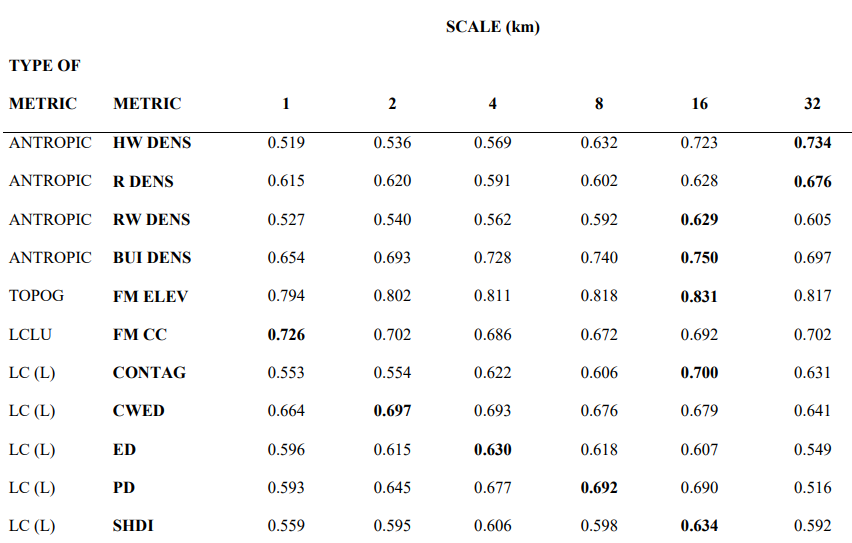 SCALE (km)
TYPE OF
METRIC METRIC 1 2 4 8 16 32
ANTROPIC HW DENS 0.519 0.536 0.569 0.632 0.723 0.734
ANTROPIC R DENS 0.615 0.620 0.591 0.602 0.628 0.676
ANTROPIC RW DENS 0.527 0.540 0.562 0.592 0.629 0.605
ANTROPIC BUI DENS 0.654 0.693 0.728 0.740 0.750 0.697
TOPOG FM ELEV 0.794 0.802 0.811 0.818 0.831 0.817
LCLU FM CC 0.726 0.702 0.686 0.672 0.692 0.702
LC (L) CONTAG 0.553 0.554 0.622 0.606 0.700 0.631
LC (L) CWED 0.664 0.697 0.693 0.676 0.679 0.641
LC (L) ED 0.596 0.615 0.630 0.618 0.607 0.549
LC (L) PD 0.593 0.645 0.677 0.692 0.690 0.516
LC (L) SHDI 0.559 0.595 0.606 0.598 0.634 0.592